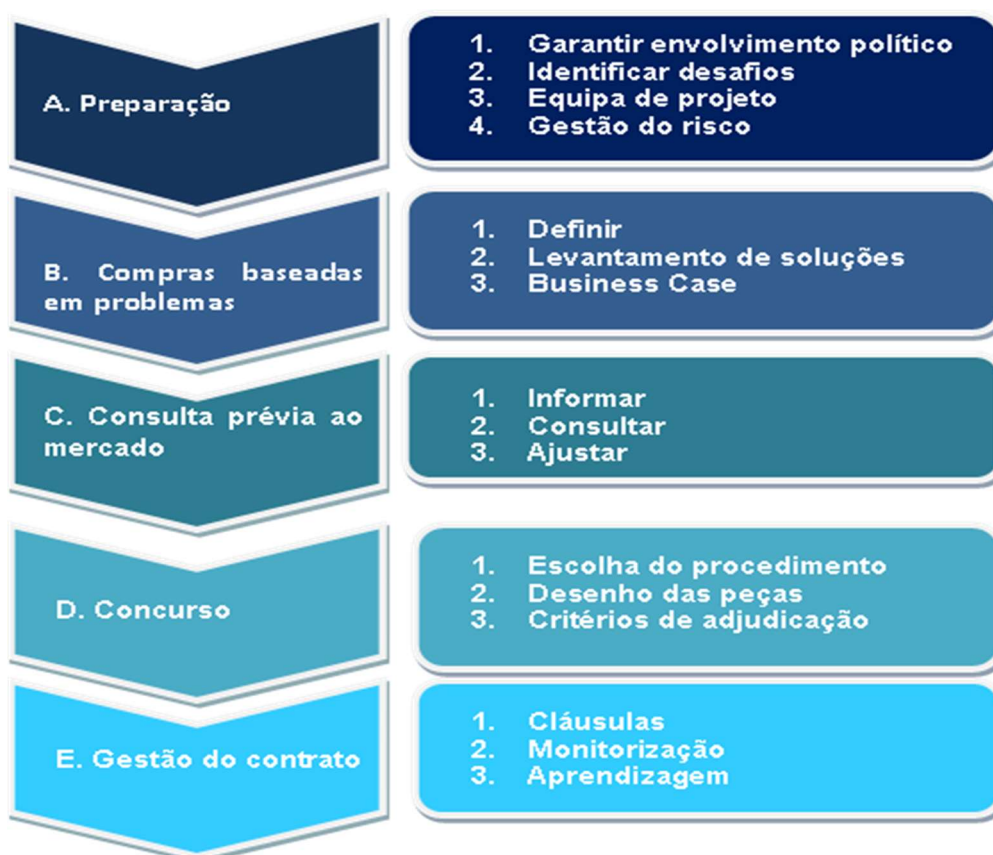 A. Preparação
1. Garantir envolvimento político
2. Identificar desafios
3. Equipa de projeto
4. Gestão do risco
B. Compras baseadas
em problemas
1. Definir
2. Levantamento de soluções
3. Business Case
C. Consulta prévia ao
mercado
1. Informar
2. Consultar
3. Ajustar
D. Concurso
1. Escolha do procedimento
2. Desenho das peças
3. Critérios de adjudicação
E. Gestão do contrato
1. Cláusulas
2. Monitorização
3. Aprendizagem